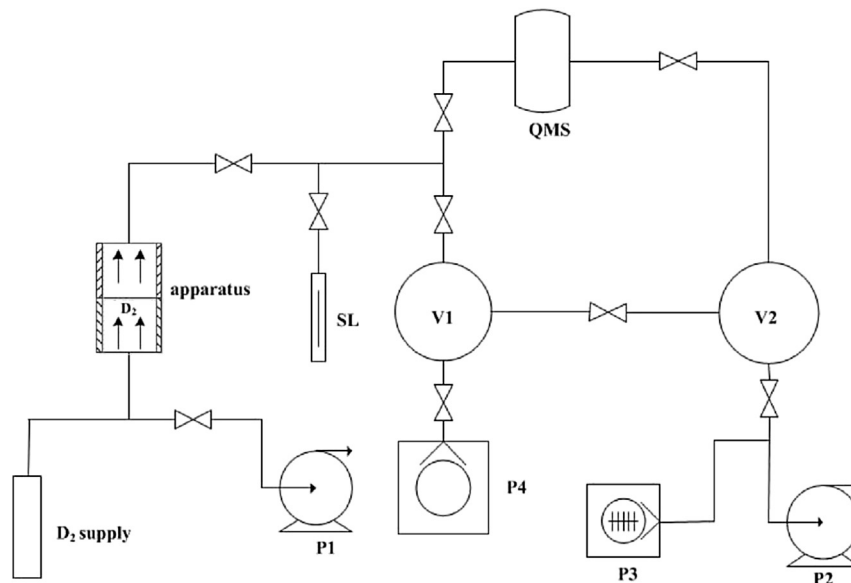 QMS
apparatus
D₂
SL
V1
V2
P4
D₂ supply
P1
P3
P2